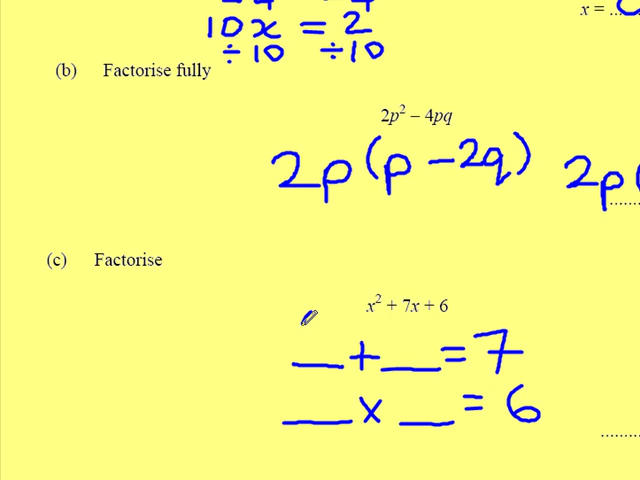 10x = 2
x = ...
÷10 ÷10
(b) Factorise fully
2p² – 4pq
2p(p – 2q) 2p(
(c) Factorise
x² + 7x + 6
__ + __ = 7
__ x __ = 6